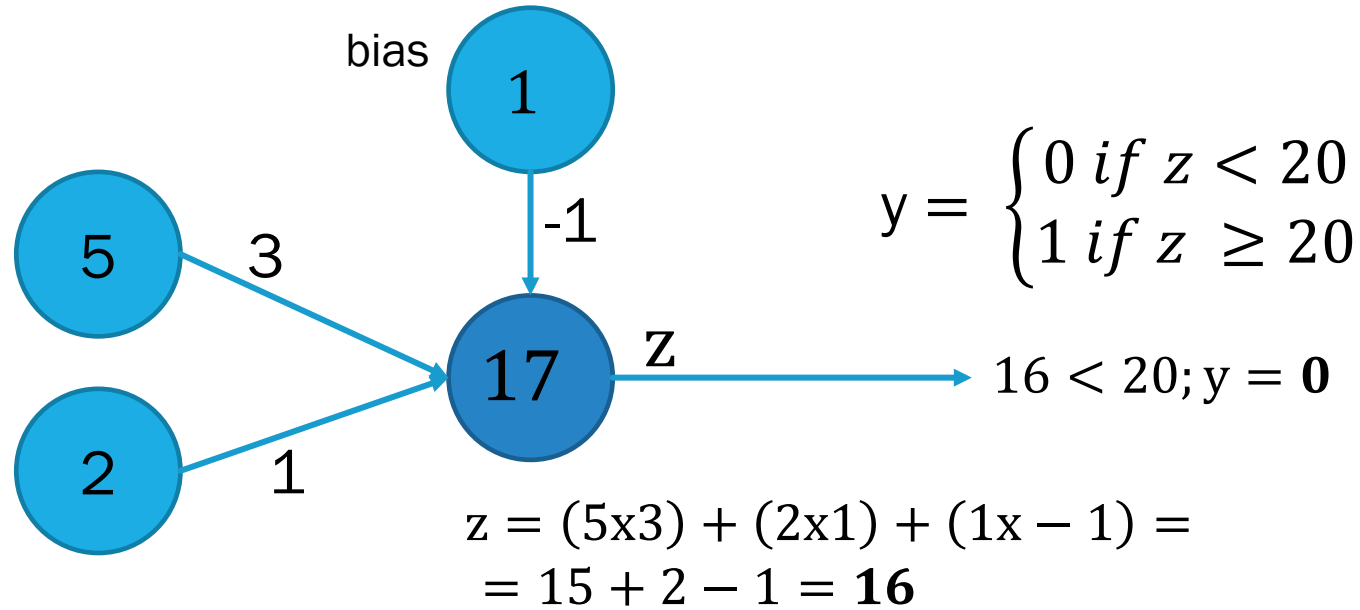 bias
1
-1
5
3
2
1
17
z
y = { 0 if z < 20
1 if z ≥ 20
16 < 20; y = 0
z = (5x3) + (2x1) + (1x − 1) =
= 15 + 2 − 1 = 16